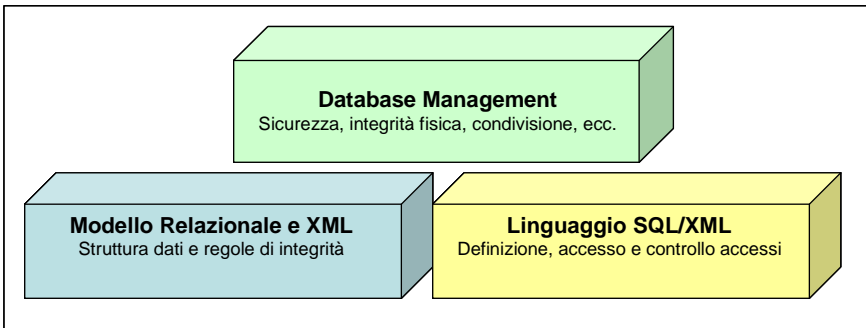 Database Management
Sicurezza, integrità fisica, condivisione, ecc.
Modello Relazionale e XML
Struttura dati e regole di integrità
Linguaggio SQL/XML
Definizione, accesso e controllo accessi